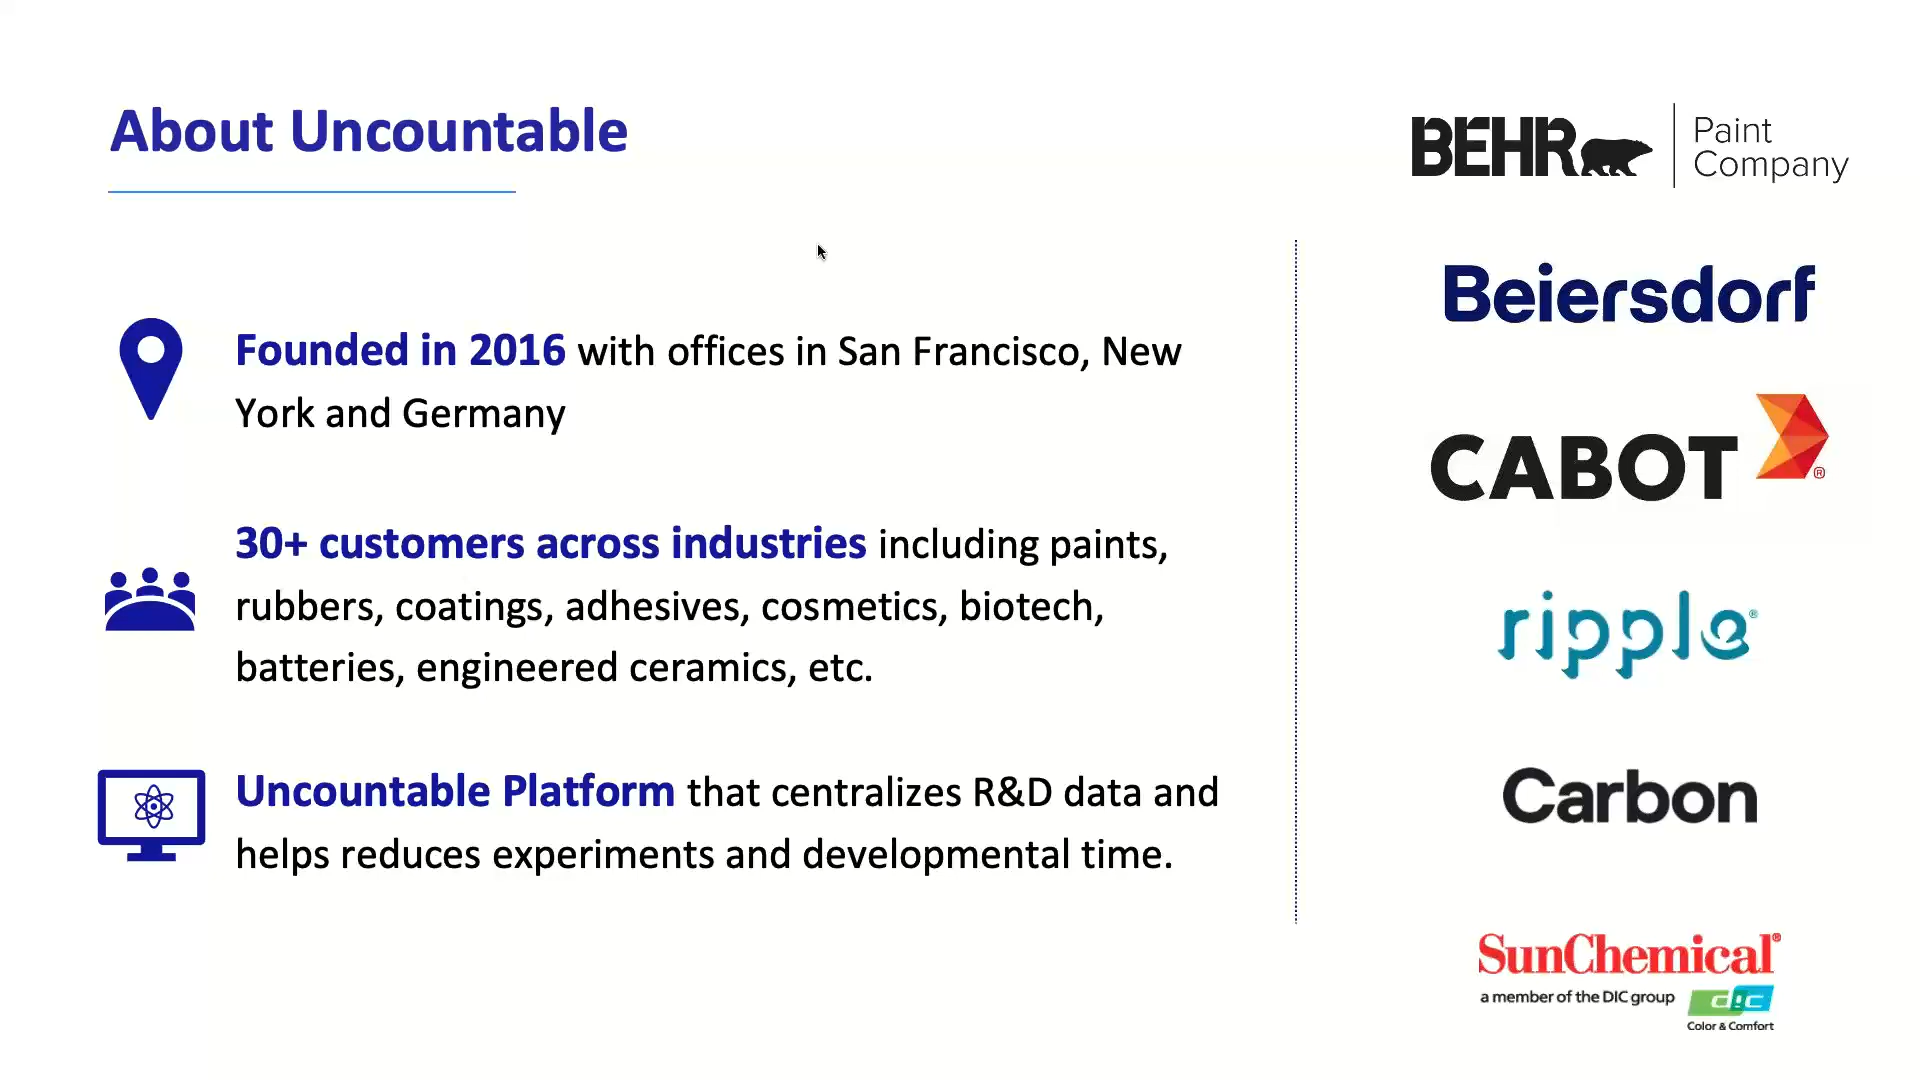 About Uncountable
Founded in 2016 with offices in San Francisco, New
York and Germany
30+ customers across industries including paints,
rubbers, coatings, adhesives, cosmetics, biotech,
batteries, engineered ceramics, etc.
Uncountable Platform that centralizes R&D data and
helps reduces experiments and developmental time.
BEHR Paint
Company
Beiersdorf
CABOT®
ripple®
Carbon
SunChemical®
a member of the DIC group
dic
Color & Comfort